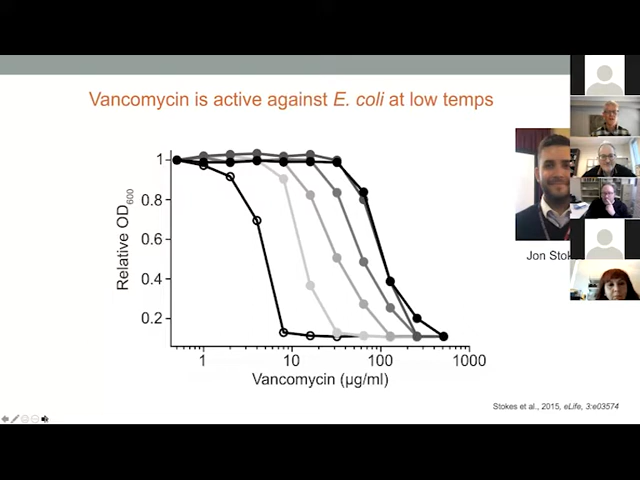 Vancomycin is active against E. coli at low temps
1
0.8
0.6
0.4
0.2
Relative OD600
1
10
100
1000
Vancomycin (µg/ml)
Jon Stok
Stokes et al., 2015, eLife, 3:e03574